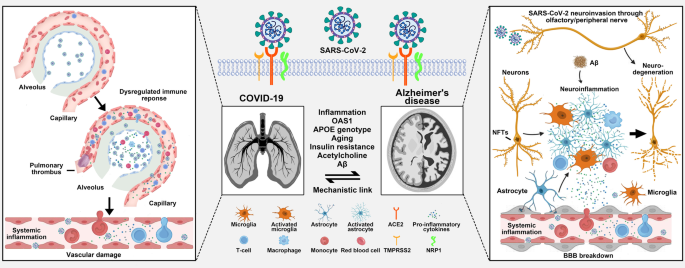 Alveolus
Dysregulated immune
reponse
Capillary
Pulmonary
thrombus
Alveolus
Capillary
Systemic
inflammation
Vascular damage
SARS-CoV-2
COVID-19
Alzheimer's
disease
Inflammation
OAS1
APOE genotype
Aging
Insulin resistance
Acetylcholine
Aβ
Mechanistic link
Microglia
Activated
microglia
Astrocyte
Activated
astrocyte
ACE2
Pro-inflammatory
cytokines
T-cell
Macrophage
Monocyte
Red blood cell
TMPRSS2
NRP1
SARS-CoV-2 neuroinvasion through
olfactory/peripheral nerve
Aβ
Neuro-
degeneration
Neurons
Neuroinflammation
NFTs
Astrocyte
Microglia
Systemic
inflammation
BBB breakdown